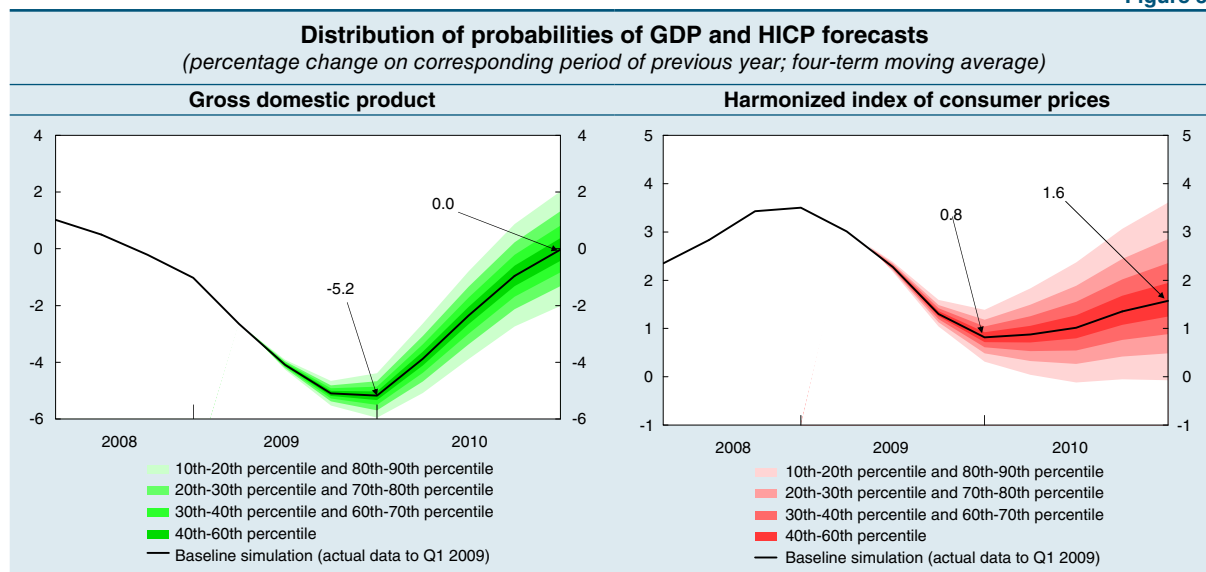 Distribution of probabilities of GDP and HICP forecasts
(percentage change on corresponding period of previous year; four-term moving average)
Gross domestic product
4 4
2 2
0.0
0 0
-5.2
-2 -2
-4 -4
-6 -6
2008 2009 2010
10th-20th percentile and 80th-90th percentile
20th-30th percentile and 70th-80th percentile
30th-40th percentile and 60th-70th percentile
40th-60th percentile
Baseline simulation (actual data to Q1 2009)
Harmonized index of consumer prices
5 5
4 4
1.6
0.8
3 3
2 2
1 1
0 0
-1 -1
2008 2009 2010
10th-20th percentile and 80th-90th percentile
20th-30th percentile and 70th-80th percentile
30th-40th percentile and 60th-70th percentile
40th-60th percentile
Baseline simulation (actual data to Q1 2009)